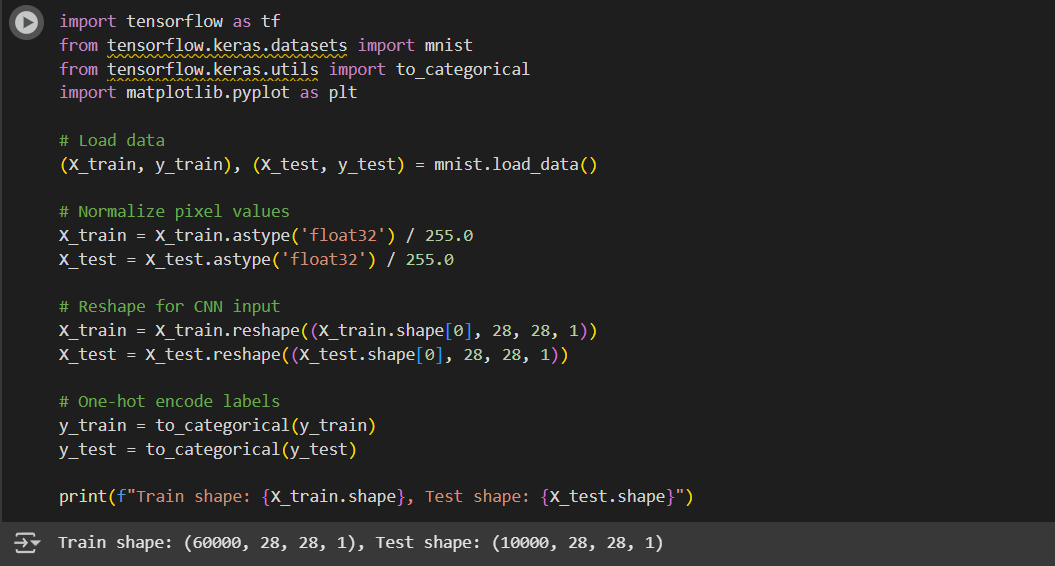 import tensorflow as tf
from tensorflow.keras.datasets import mnist
from tensorflow.keras.utils import to_categorical
import matplotlib.pyplot as plt
# Load data
(X_train, y_train), (X_test, y_test) = mnist.load_data()
# Normalize pixel values
X_train = X_train.astype('float32') / 255.0
X_test = X_test.astype('float32') / 255.0
# Reshape for CNN input
X_train = X_train.reshape((X_train.shape[0], 28, 28, 1))
X_test = X_test.reshape((X_test.shape[0], 28, 28, 1))
# One-hot encode labels
y_train = to_categorical(y_train)
y_test = to_categorical(y_test)
print(f"Train shape: {X_train.shape}, Test shape: {X_test.shape}")
Train shape: (60000, 28, 28, 1), Test shape: (10000, 28, 28, 1)